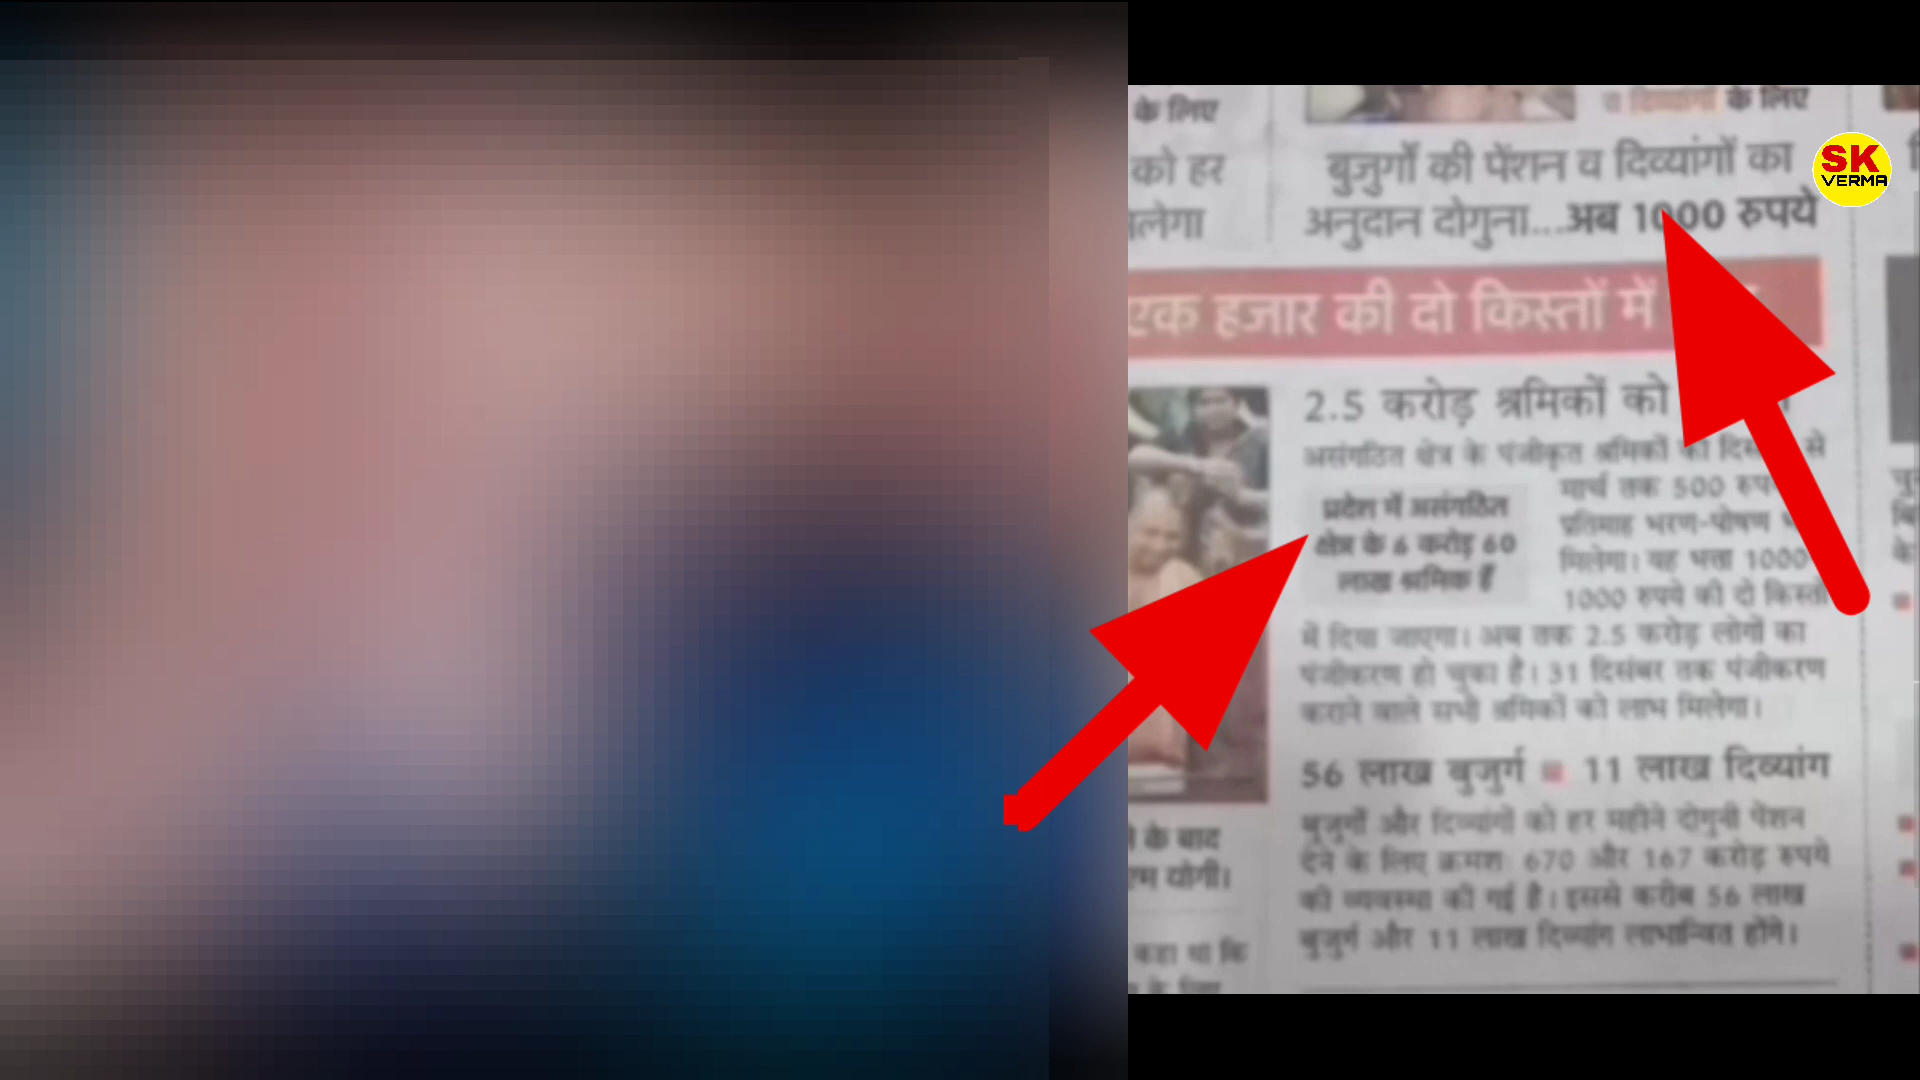 के लिए
को हर
के लिए
बुजुर्गों की पेंशन व दिव्यांगों का
अनुदान दोगुना...अब 1000 रुपये
SK
VERMA
एक हजार की दो किस्तों में
2.5 करोड़ श्रमिकों को
असंगठित क्षेत्र के पंजीकृत श्रमिकों को से
मार्च तक 500
प्रतिमाह भरण-पोषण
मिलेगा। यह भत्ता 1000
1000 रुपये की दो किस्तों
प्रदेश में असंगठित
क्षेत्र के 6 करोड़ 60
लाख श्रमिक हैं
में दिया जाएगा। अब तक 2.5 करोड़ लोगों का
पंजीकरण हो चुका है। 31 दिसंबर तक पंजीकरण
कराने वाले सभी श्रमिकों को लाभ मिलेगा।
56 लाख बुजुर्ग ■ 11 लाख दिव्यांग
बुजुर्गों और दिव्यांगों को हर महीने दोगुनी पेंशन
देने के लिए क्रमश: 670 और 167 करोड़ रुपये
की व्यवस्था की गई है। इससे करीब 56 लाख
बुजुर्ग और 11 लाख दिव्यांग लाभान्वित होंगे।
के बाद
योगी।
कहा था कि
के लिए